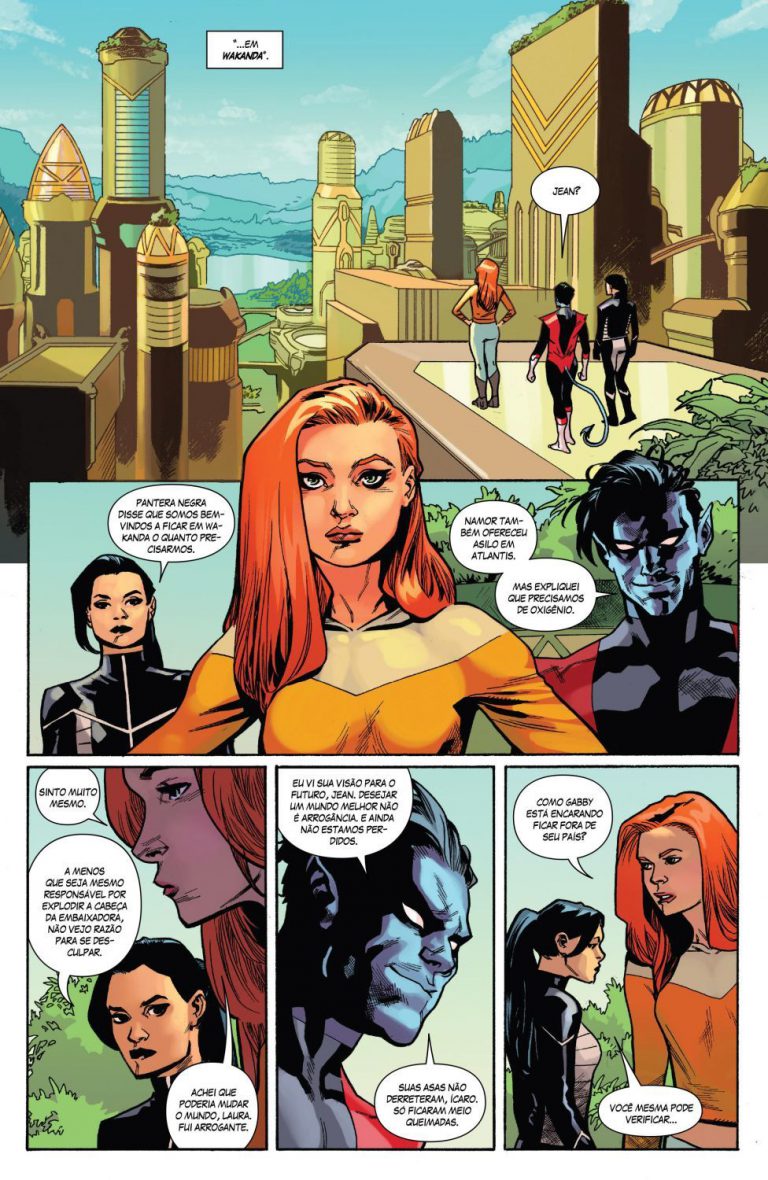 "...EM
WAKANDA".
JEAN?
PANTERA NEGRA
DISSE QUE SOMOS BEM-
VINDOS A FICAR EM WA-
KANDA O QUANTO PRE-
CISARMOS.
NAMOR TAM-
BÉM OFERECEU
ASILO EM
ATLANTIS.
MAS EXPLIQUEI
QUE PRECISAMOS
DE OXIGÊNIO.
SINTO MUITO
MESMO.
A MENOS
QUE SEJA MESMO
RESPONSÁVEL POR
EXPLODIR A CABEÇA
DA EMBAIXADORA,
NÃO VEJO RAZÃO
PARA SE DES-
CULPAR.
ACHEI QUE
PODERIA MUDAR
O MUNDO, LAURA.
FUI ARROGANTE.
EU VI SUA VISÃO PARA O
FUTURO, JEAN. DESEJAR
UM MUNDO MELHOR NÃO
É ARROGÂNCIA. E AINDA
NÃO ESTAMOS PER-
DIDOS.
SUAS ASAS NÃO
DERRETERAM, ÍCARO.
SÓ FICARAM MEIO
QUEIMADAS.
COMO GABBY
ESTÁ ENCARANDO
FICAR FORA DE
SEU PAÍS?
VOCÊ MESMA PODE
VERIFICAR...